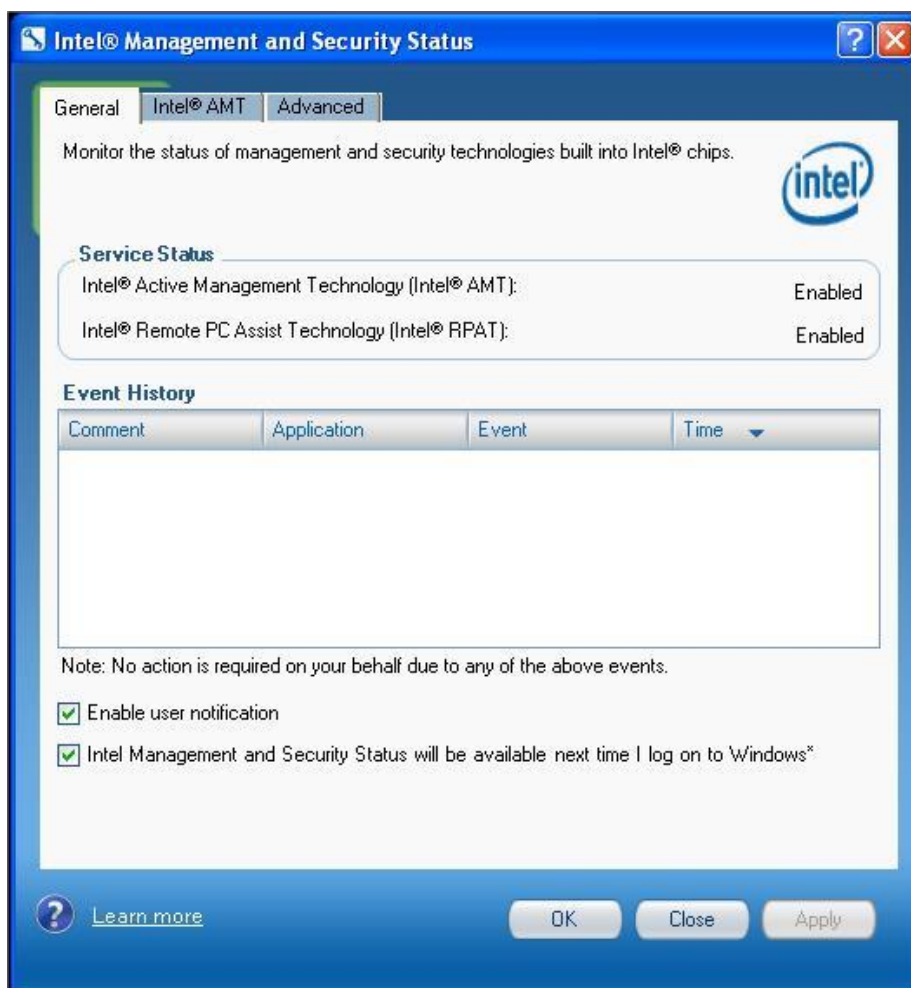 Intel® Management and Security Status
General Intel® AMT Advanced
Monitor the status of management and security technologies built into Intel® chips.
intel
Service Status
Intel® Active Management Technology (Intel® AMT): Enabled
Intel® Remote PC Assist Technology (Intel® RPAT): Enabled
Event History
Comment Application Event Time
Note: No action is required on your behalf due to any of the above events.
Enable user notification
Intel Management and Security Status will be available next time I log on to Windows*
? Learn more OK Close Apply